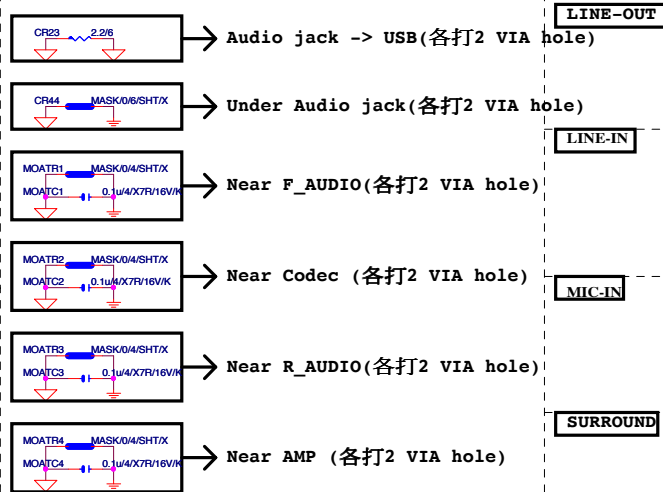 LINE-OUT
CR23 2.2/6
Audio jack -> USB(各打2 VIA hole)
CR44 MASK/0/6/SHT/X
Under Audio jack(各打2 VIA hole)
LINE-IN
MOATR1 MASK/0/4/SHT/X
MOATC1 0.1u/4/X7R/16V/K
Near F_AUDIO(各打2 VIA hole)
MOATR2 MASK/0/4/SHT/X
MOATC2 0.1u/4/X7R/16V/K
Near Codec (各打2 VIA hole)
MIC-IN
MOATR3 MASK/0/4/SHT/X
MOATC3 0.1u/4/X7R/16V/K
Near R_AUDIO(各打2 VIA hole)
SURROUND
MOATR4 MASK/0/4/SHT/X
MOATC4 0.1u/4/X7R/16V/K
Near AMP (各打2 VIA hole)